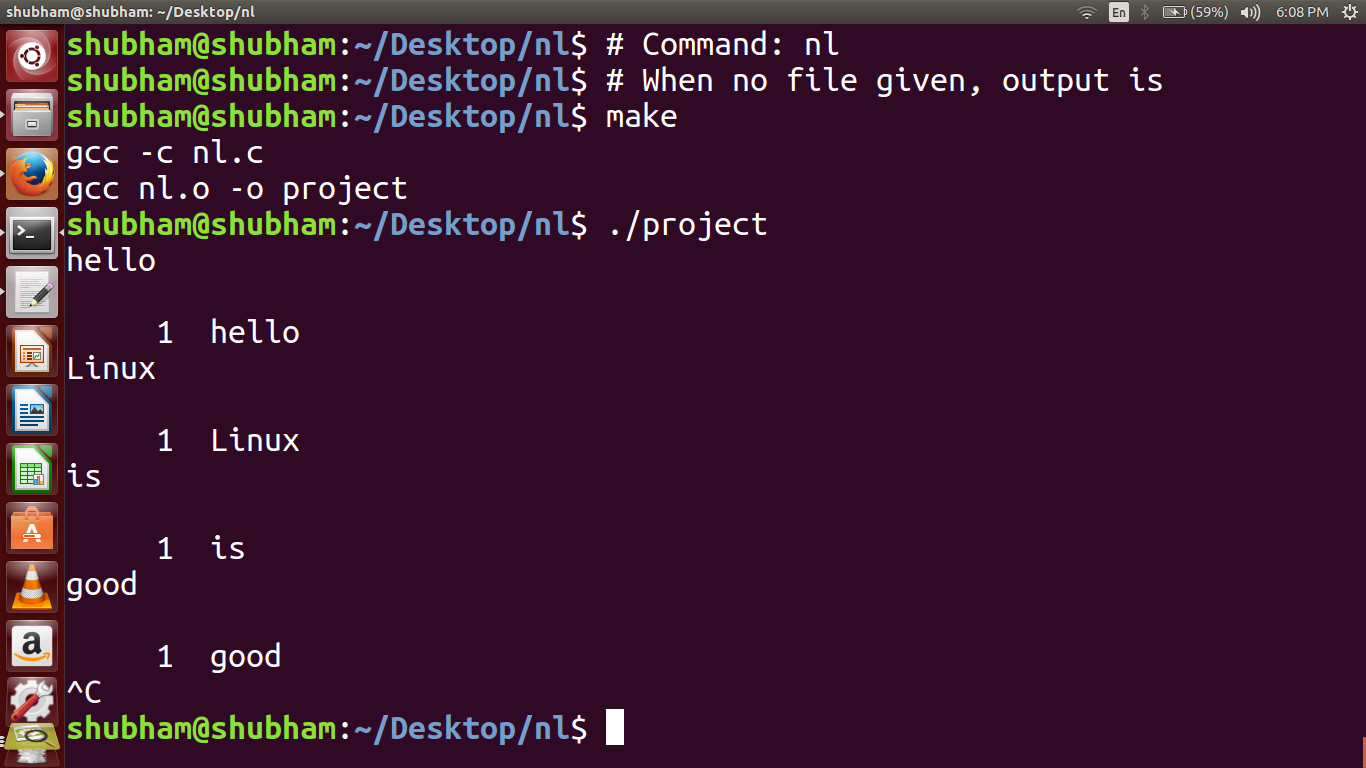 shubham@shubham: ~/Desktop/nl En (59%) 6:08 PM
shubham@shubham:~/Desktop/nl$ # Command: nl
shubham@shubham:~/Desktop/nl$ # When no file given, output is
shubham@shubham:~/Desktop/nl$ make
gcc -c nl.c
gcc nl.o -o project
shubham@shubham:~/Desktop/nl$ ./project
hello
1 hello
Linux
1 Linux
is
1 is
good
1 good
^C
shubham@shubham:~/Desktop/nl$